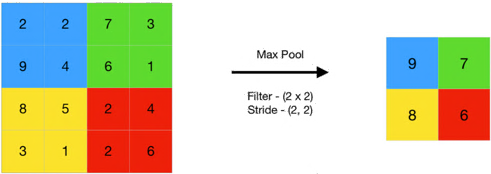 2 2 7 3
9 4 6 1
8 5 2 4
3 1 2 6
Max Pool
Filter - (2 x 2)
Stride - (2, 2)
9 7
8 6